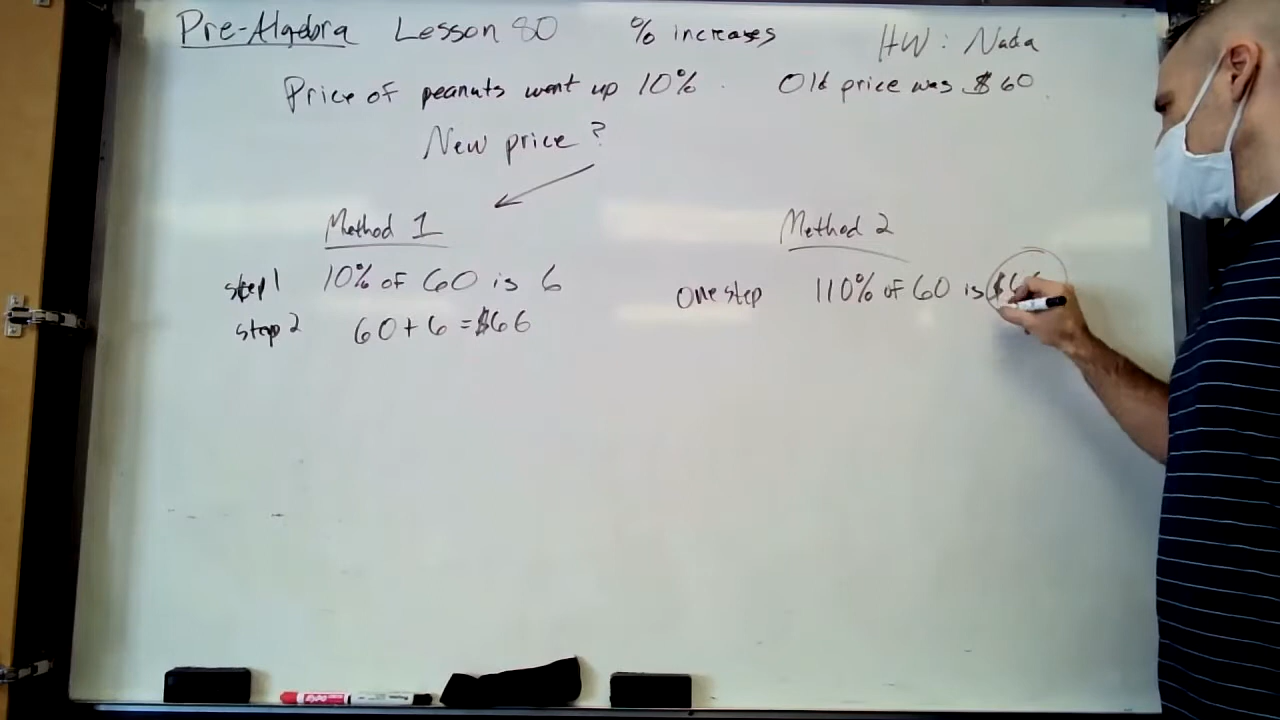 Pre-Algebra Lesson 80 % increases HW: Nada
Price of peanuts went up 10%. Old price was $60.
New price?
Method 1
step 1 10% of 60 is 6
step 2 60+6=$66
Method 2
One step 110% of 60 is $66